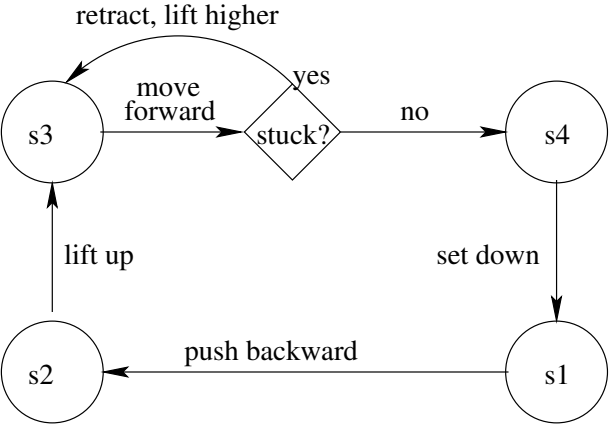 retract, lift higher
yes
move
forward
s3
stuck?
no
s4
lift up
set down
push backward
s2
s1